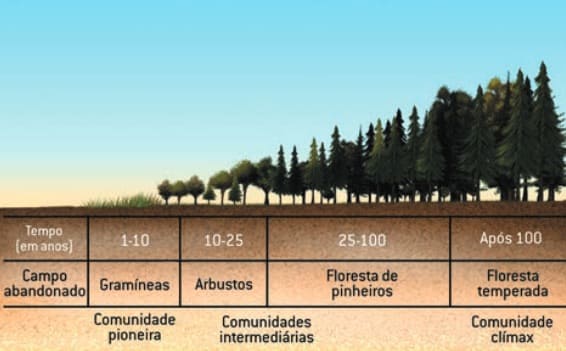 Tempo
(em anos)
1-10
10-25
25-100
Após 100
Campo
abandonado
Gramíneas
Arbustos
Floresta de
pinheiros
Floresta
temperada
Comunidade
pioneira
Comunidades
intermediárias
Comunidade
clímax